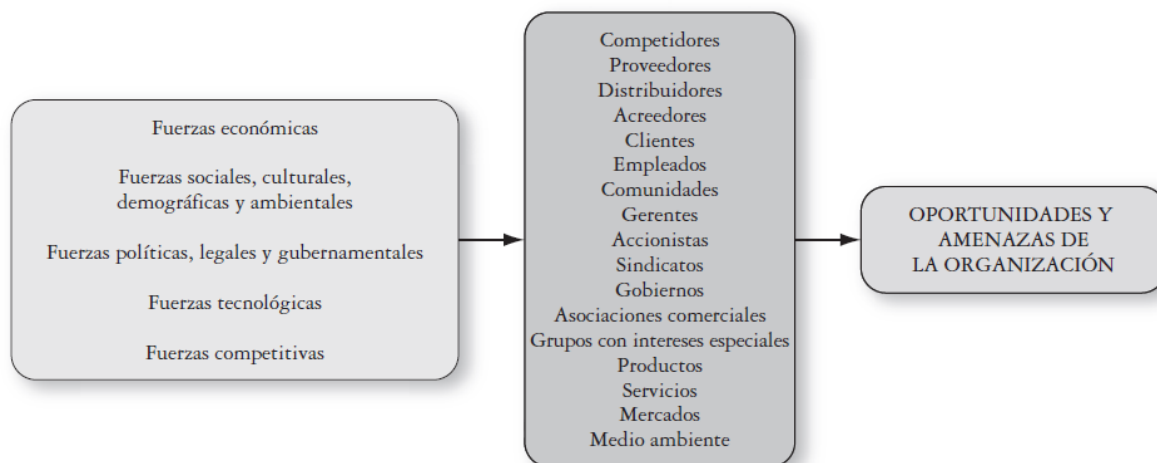 Fuerzas económicas
Fuerzas sociales, culturales,
demográficas y ambientales
Fuerzas políticas, legales y gubernamentales
Fuerzas tecnológicas
Fuerzas competitivas
Competidores
Proveedores
Distribuidores
Acreedores
Clientes
Empleados
Comunidades
Gerentes
Accionistas
Sindicatos
Gobiernos
Asociaciones comerciales
Grupos con intereses especiales
Productos
Servicios
Mercados
Medio ambiente
OPORTUNIDADES Y
AMENAZAS DE
LA ORGANIZACIÓN